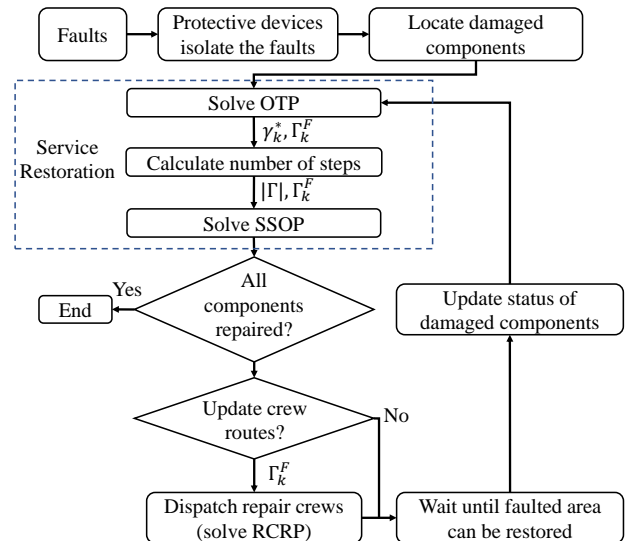 Faults
Protective devices
isolate the faults
Locate damaged
components
Service
Restoration
Solve OTP
γ*ₖ, Γᶠₖ
Calculate number of steps
|Γ|, Γᶠₖ
Solve SSOP
All
components
repaired?
Yes
End
Update status of
damaged components
Update crew
routes?
No
Γᶠₖ
Dispatch repair crews
(solve RCRP)
Wait until faulted area
can be restored